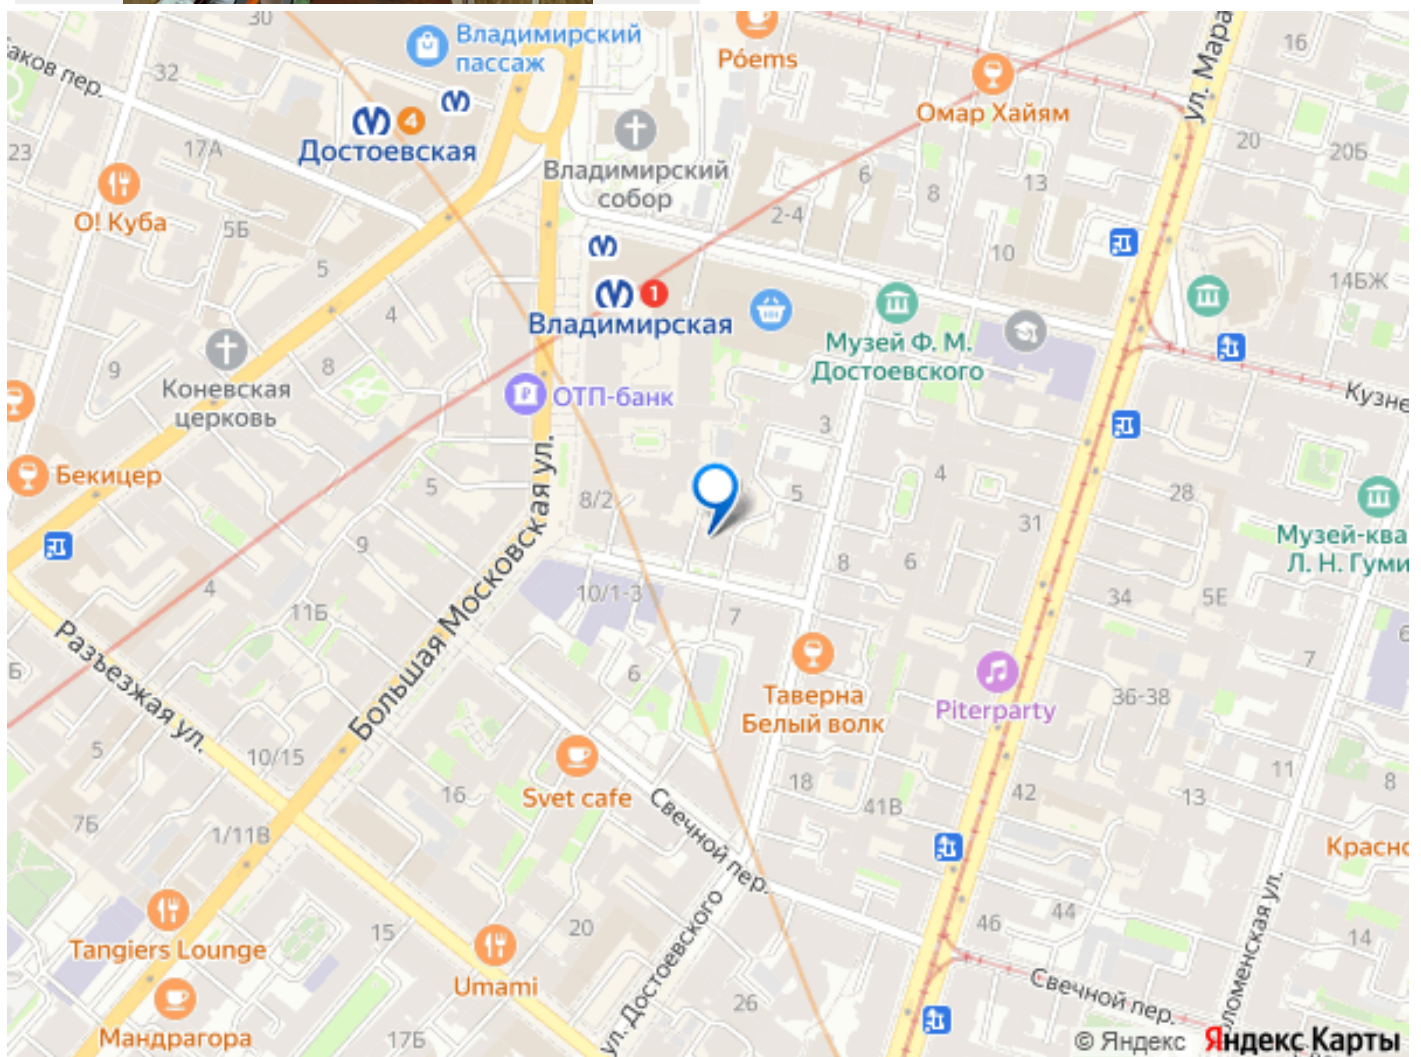 30
Владимирский
пассаж
Póems
16
ул. Мара
32
Омар Хайям
4
Достоевская
23
17А
20
20Б
Владимирский
собор
6
8
13
О! Куба
5Б
2-4
10
5
14БЖ
1
Владимирская
4
Музей Ф. М.
Достоевского
9
8
Коневская
церковь
ОТП-банк
Кузне
3
Бекицер
5
8/2
5
4
28
31
Музей-ква
Л. Н. Гуми
9
8
6
4
11Б
10/1-3
7
34
5Е
6
Большая Московская ул.
Разъезжая ул.
Б
6
7
Таверна
Белый волк
Piterparty
36-38
5
10/15
11
16
Svet cafe
18
41В
42
13
8
7Б
1/11В
Свечной пер.
Красно
15
20
46
44
14
Tangiers Lounge
Umami
ул. Достоевского
26
Свечной пер.
ломенская ул.
Мандрагора
17Б
© Яндекс Яндекс Карты